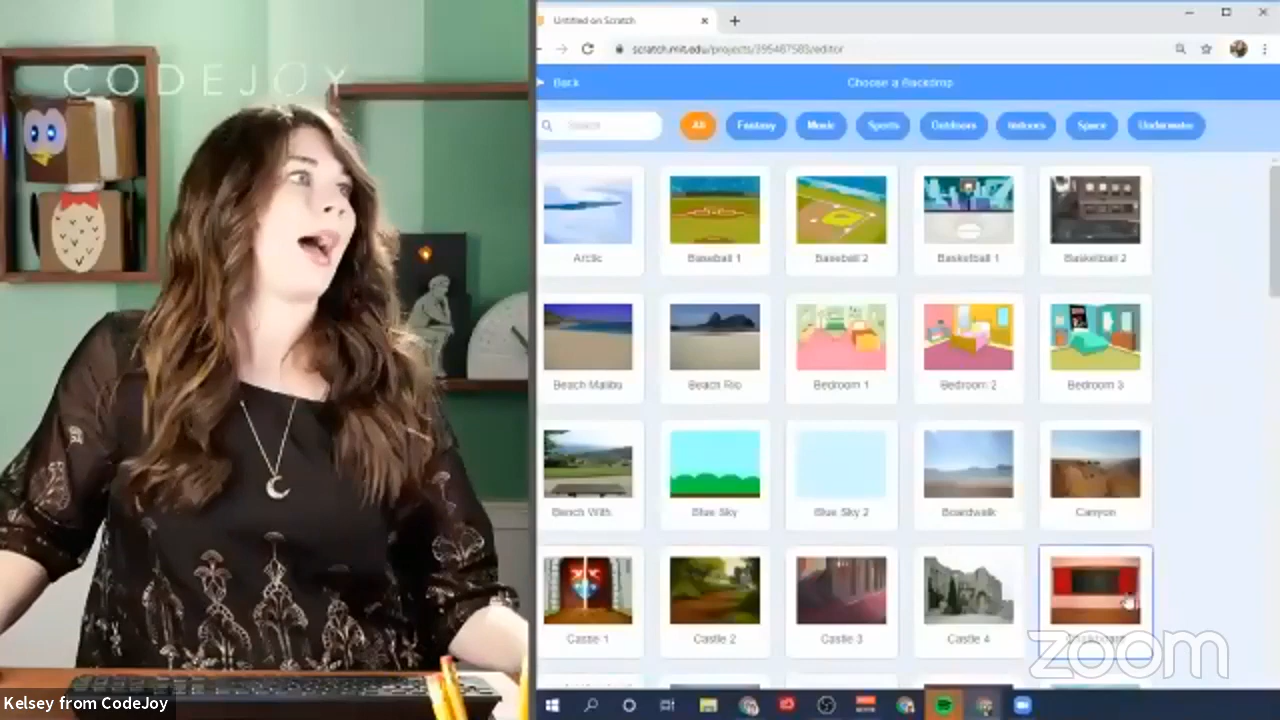 CODEJOY
Untitled on Scratch
scratch.mit.edu/projects/395487583/editor
Back
Choose a Backdrop
Search
All
Fantasy
Music
Sports
Outdoors
Indoors
Space
Underwater
Arctic
Baseball 1
Baseball 2
Basketball 1
Basketball 2
Beach Malibu
Beach Rio
Bedroom 1
Bedroom 2
Bedroom 3
Bench With...
Blue Sky
Blue Sky 2
Boardwalk
Canyon
Castle 1
Castle 2
Castle 3
Castle 4
zoom
Kelsey from CodeJoy